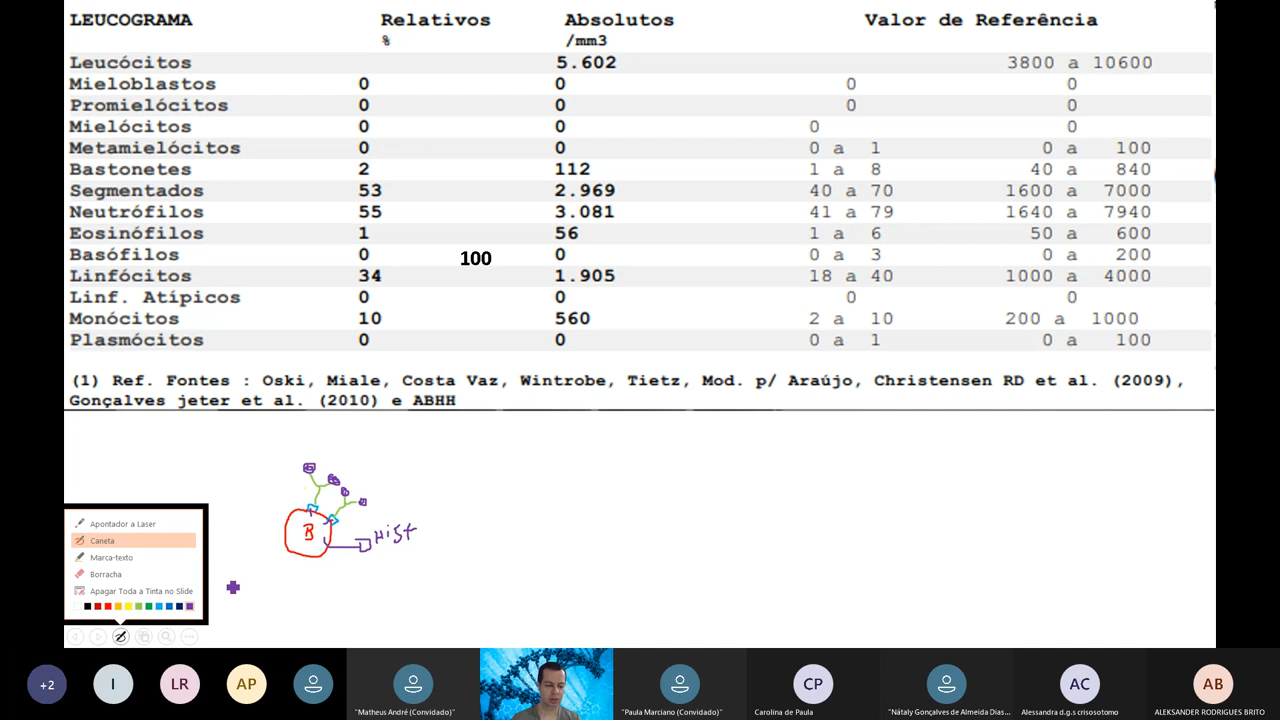 LEUCOGRAMA Relativos Absolutos Valor de Referência
% /mm3
Leucócitos 5.602 3800 a 10600
Mieloblastos 0 0 0 0
Promielócitos 0 0 0 0
Mielócitos 0 0 0 0
Metamielócitos 0 0 0 a 1 0 a 100
Bastonetes 2 112 1 a 8 40 a 840
Segmentados 53 2.969 40 a 70 1600 a 7000
Neutrófilos 55 3.081 41 a 79 1640 a 7940
Eosinófilos 1 56 1 a 6 50 a 600
Basófilos 0 100 0 0 a 3 0 a 200
Linfócitos 34 1.905 18 a 40 1000 a 4000
Linf. Atípicos 0 0 0 0
Monócitos 10 560 2 a 10 200 a 1000
Plasmócitos 0 0 0 a 1 0 a 100
(1) Ref. Fontes : Oski, Miale, Costa Vaz, Wintrobe, Tietz, Mod. p/ Araújo, Christensen RD et al. (2009),
Gonçalves jeter et al. (2010) e ABHH
B Hist
Apontador a Laser
Caneta
Marca-texto
Borracha
Apagar Toda a Tinta no Slide
+2 I LR AP CP AC AB
"Matheus André (Convidado)" "Paula Marciano (Convidado)" Carolina de Paula "Nátaly Gonçalves de Almeida Dias... Alessandra d.g.s crisosotomo ALEKSANDER RODRIGUES BRITO